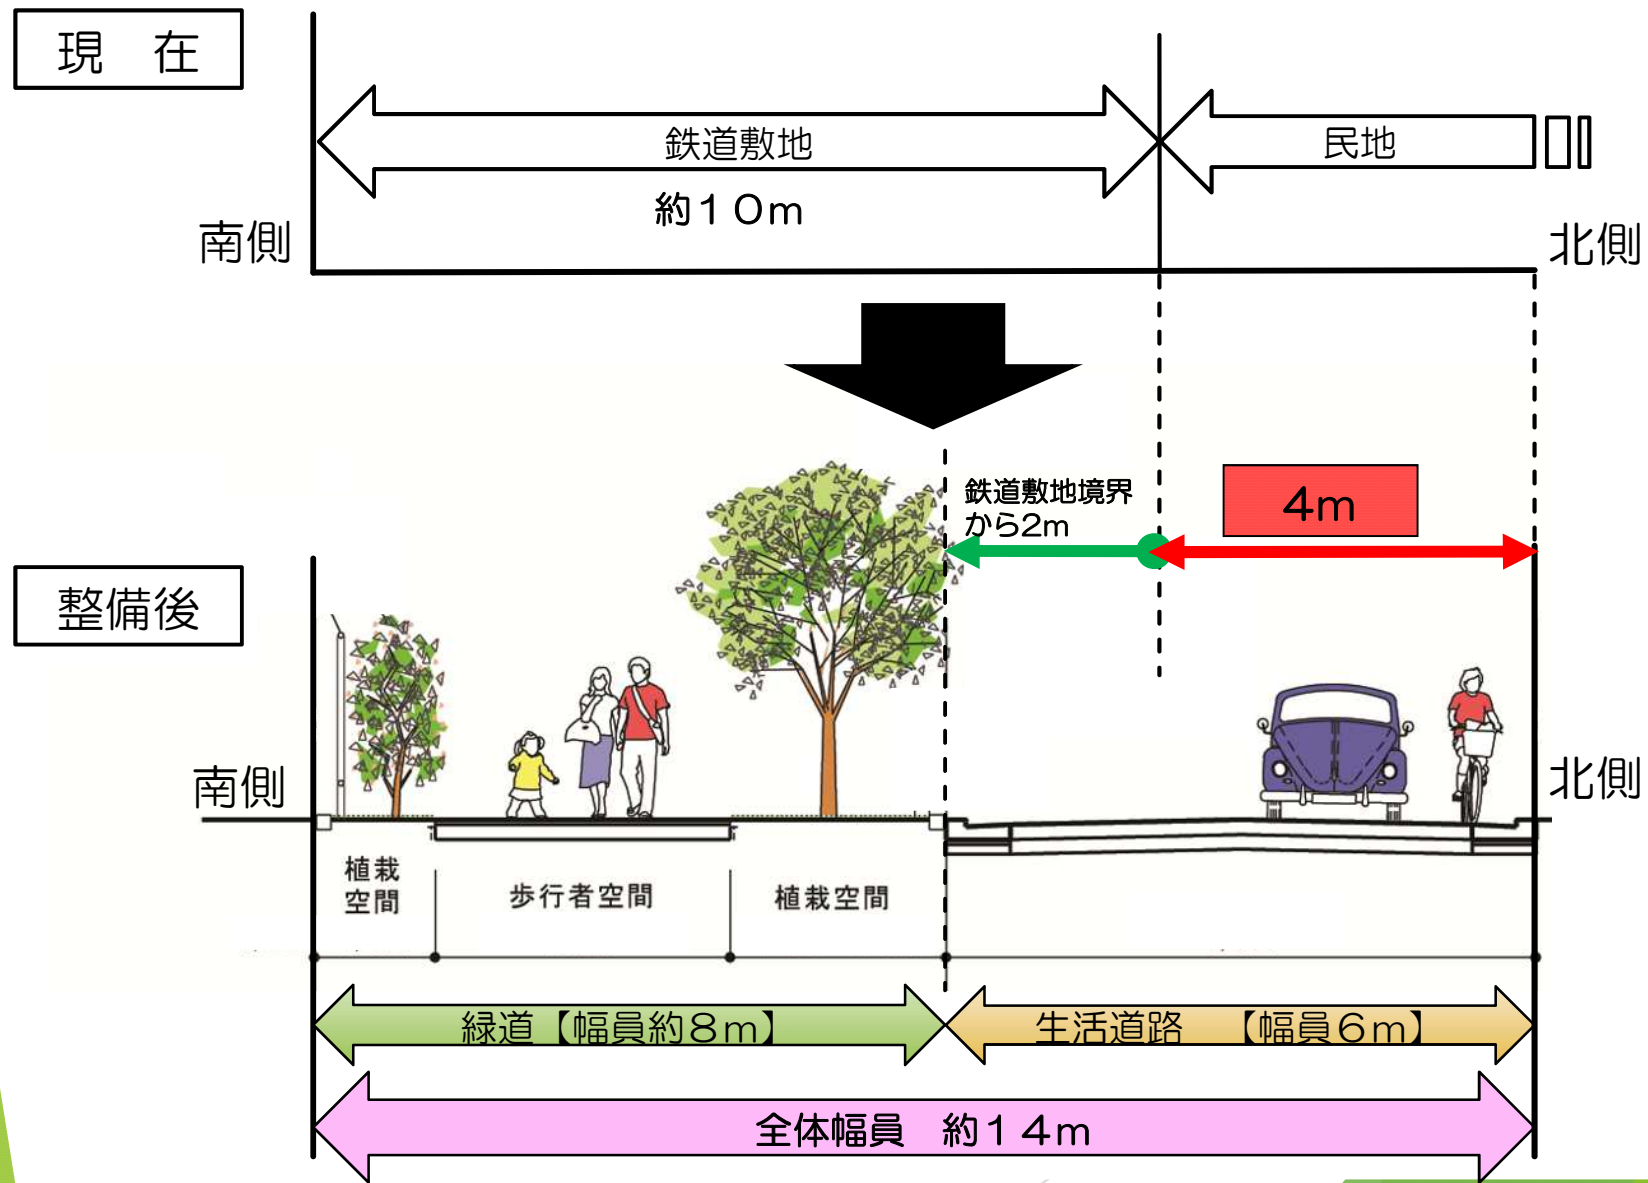 現　在
鉄道敷地
民地
約１０ｍ
南側
北側
鉄道敷地境界
から2m
4m
整備後
南側
北側
植栽
空間
歩行者空間
植栽空間
緑道【幅員約８ｍ】
生活道路　【幅員６ｍ】
全体幅員　約１４ｍ